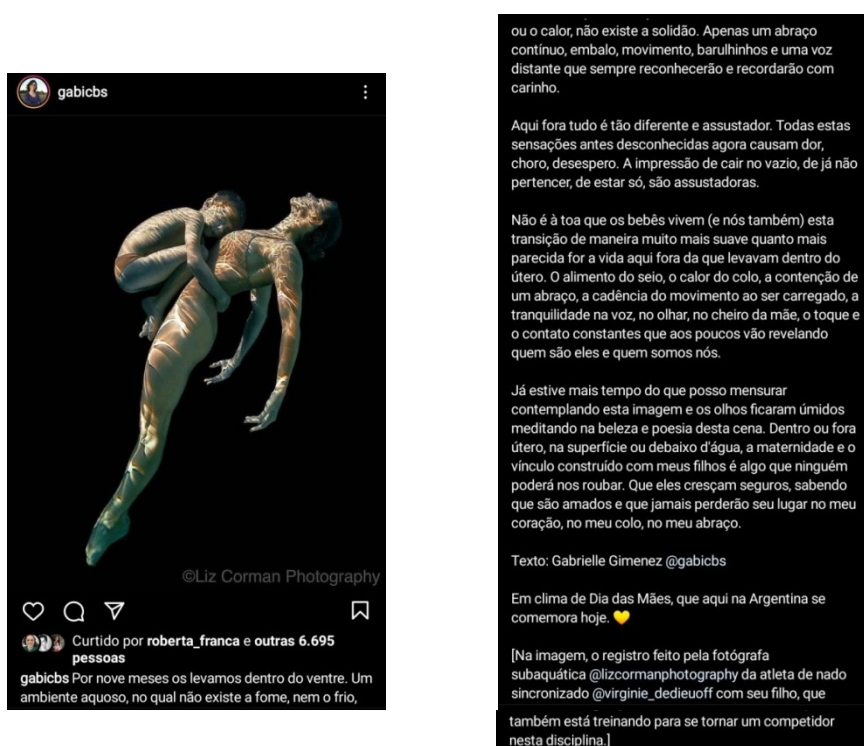 gabicbs
©Liz Corman Photography
Curtido por roberta_franca e outras 6.695
pessoas
gabicbs Por nove meses os levamos dentro do ventre. Um
ambiente aquoso, no qual não existe a fome, nem o frio,
ou o calor, não existe a solidão. Apenas um abraço
contínuo, embalo, movimento, barulhinhos e uma voz
distante que sempre reconhecerão e recordarão com
carinho.
Aqui fora tudo é tão diferente e assustador. Todas estas
sensações antes desconhecidas agora causam dor,
choro, desespero. A impressão de cair no vazio, de já não
pertencer, de estar só, são assustadoras.
Não é à toa que os bebês vivem (e nós também) esta
transição de maneira muito mais suave quanto mais
parecida for a vida aqui fora da que levavam dentro do
útero. O alimento do seio, o calor do colo, a contenção de
um abraço, a cadência do movimento ao ser carregado, a
tranquilidade na voz, no olhar, no cheiro da mãe, o toque e
o contato constantes que aos poucos vão revelando
quem são eles e quem somos nós.
Já estive mais tempo do que posso mensurar
contemplando esta imagem e os olhos ficaram úmidos
meditando na beleza e poesia desta cena. Dentro ou fora
útero, na superfície ou debaixo d'água, a maternidade e o
vínculo construído com meus filhos é algo que ninguém
poderá nos roubar. Que eles cresçam seguros, sabendo
que são amados e que jamais perderão seu lugar no meu
coração, no meu colo, no meu abraço.
Texto: Gabrielle Gimenez @gabicbs
Em clima de Dia das Mães, que aqui na Argentina se
comemora hoje. 💛
[Na imagem, o registro feito pela fotógrafa
subaquática @lizcormanphotography da atleta de nado
sincronizado @virginie_dedieuoff com seu filho, que
também está treinando para se tornar um competidor
nesta disciplina.]